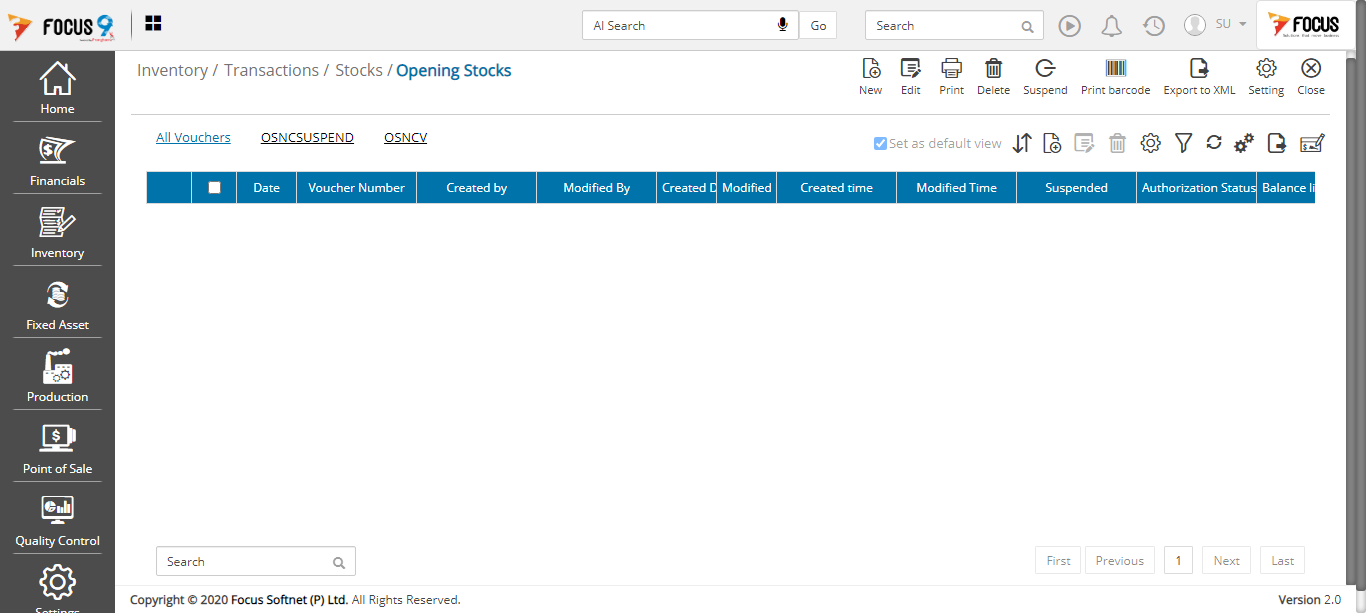 FOCUS 9
AI Search
Go
Search
SU
FOCUS
Home
Financials
Inventory
Fixed Asset
Production
Point of Sale
Quality Control
Settings
Inventory / Transactions / Stocks / Opening Stocks
New Edit Print Delete Suspend Print barcode Export to XML Setting Close
All Vouchers OSNCSUSPEND OSNCV
Set as default view
Date Voucher Number Created by Modified By Created D Modified Created time Modified Time Suspended Authorization Status Balance li
Search
First Previous 1 Next Last
Copyright © 2020 Focus Softnet (P) Ltd. All Rights Reserved.
Version 2.0